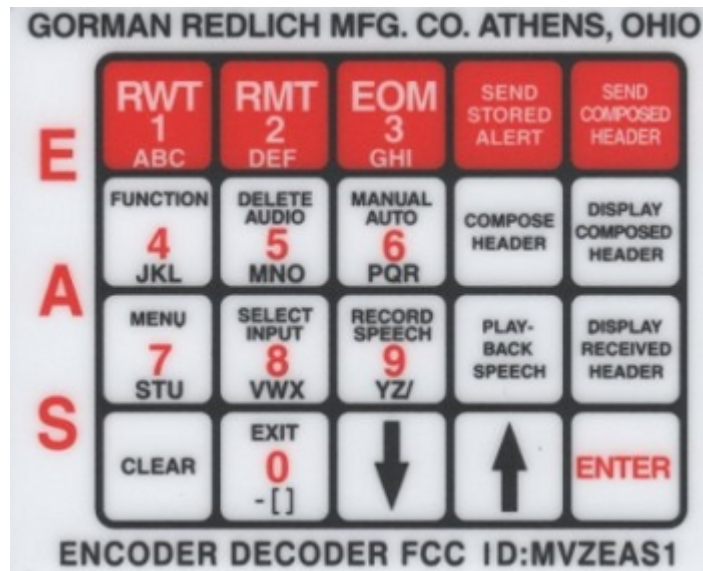 GORMAN REDLICH MFG. CO. ATHENS, OHIO
E
A
S
RWT
1
ABC
RMT
2
DEF
EOM
3
GHI
SEND
STORED
ALERT
SEND
COMPOSED
HEADER
FUNCTION
4
JKL
DELETE
AUDIO
5
MNO
MANUAL
AUTO
6
PQR
COMPOSE
HEADER
DISPLAY
COMPOSED
HEADER
MENU
7
STU
SELECT
INPUT
8
VWX
RECORD
SPEECH
9
YZ/
PLAY-
BACK
SPEECH
DISPLAY
RECEIVED
HEADER
CLEAR
EXIT
0
-[]
ENTER
ENCODER DECODER FCC ID:MVZEAS1